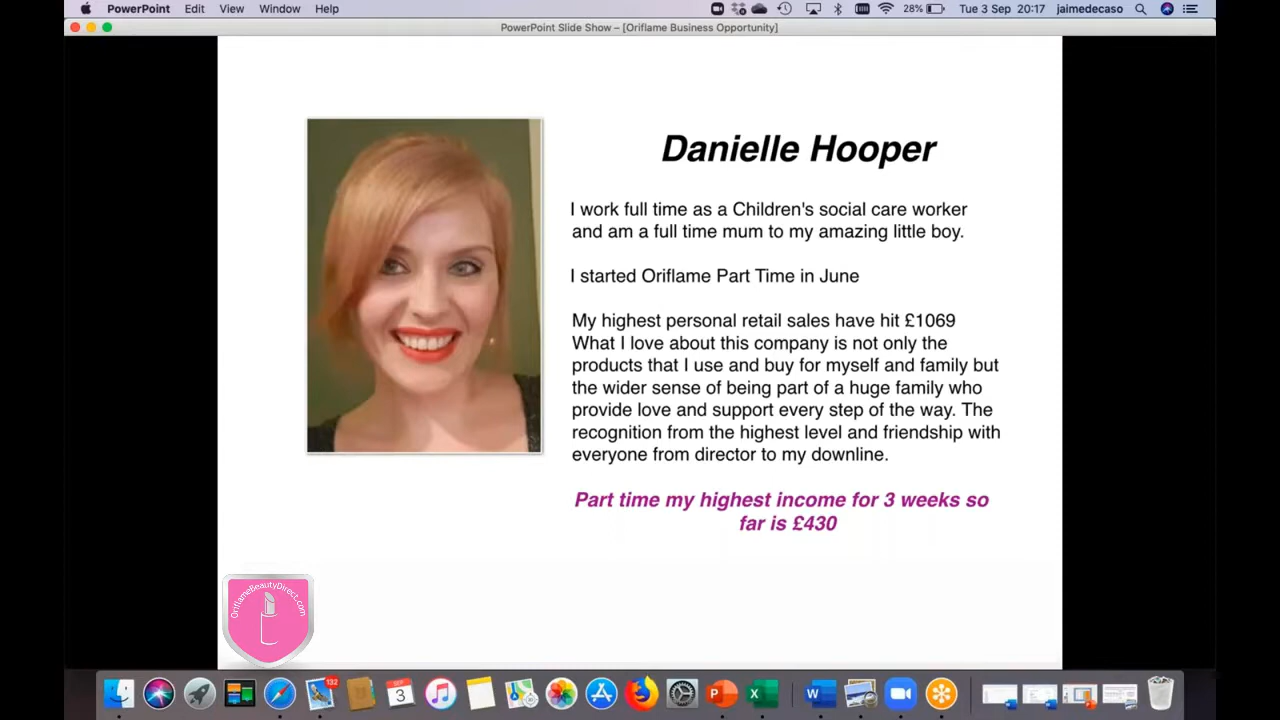 PowerPoint Edit View Window Help 28% Tue 3 Sep 20:17 jaimedecaso
PowerPoint Slide Show – [Oriflame Business Opportunity]
Danielle Hooper
I work full time as a Children's social care worker
and am a full time mum to my amazing little boy.
I started Oriflame Part Time in June
My highest personal retail sales have hit £1069
What I love about this company is not only the
products that I use and buy for myself and family but
the wider sense of being part of a huge family who
provide love and support every step of the way. The
recognition from the highest level and friendship with
everyone from director to my downline.
Part time my highest income for 3 weeks so
far is £430
OriflameBeautyDirect.com
132
SEP
3
P
X
W